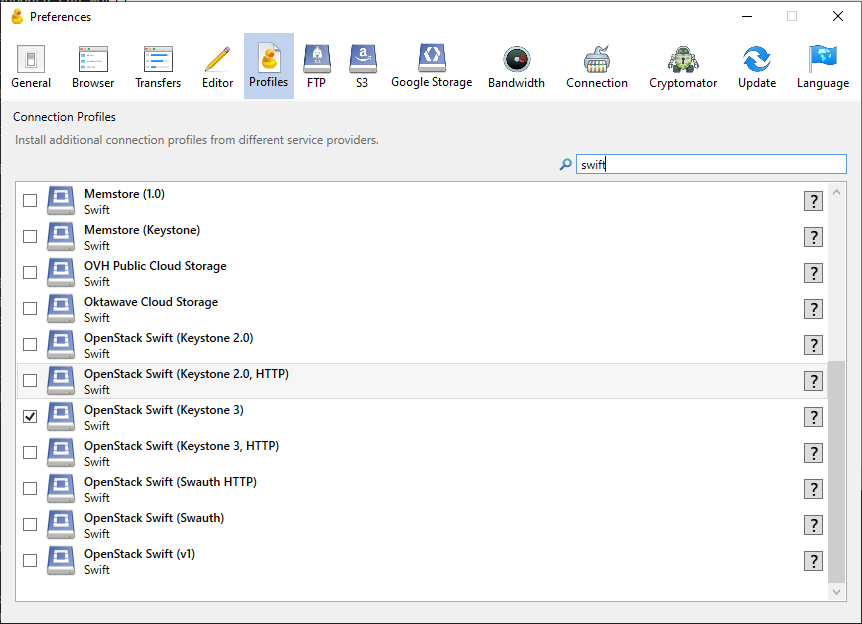 Preferences
General
Browser
Transfers
Editor
Profiles
FTP
S3
Google Storage
Bandwidth
Connection
Cryptomator
Update
Language
Connection Profiles
Install additional connection profiles from different service providers.
swift
Memstore (1.0)
Swift
?
Memstore (Keystone)
Swift
?
OVH Public Cloud Storage
Swift
?
Oktawave Cloud Storage
Swift
?
OpenStack Swift (Keystone 2.0)
Swift
?
OpenStack Swift (Keystone 2.0, HTTP)
Swift
?
OpenStack Swift (Keystone 3)
Swift
?
OpenStack Swift (Keystone 3, HTTP)
Swift
?
OpenStack Swift (Swauth HTTP)
Swift
?
OpenStack Swift (Swauth)
Swift
?
OpenStack Swift (v1)
Swift
?